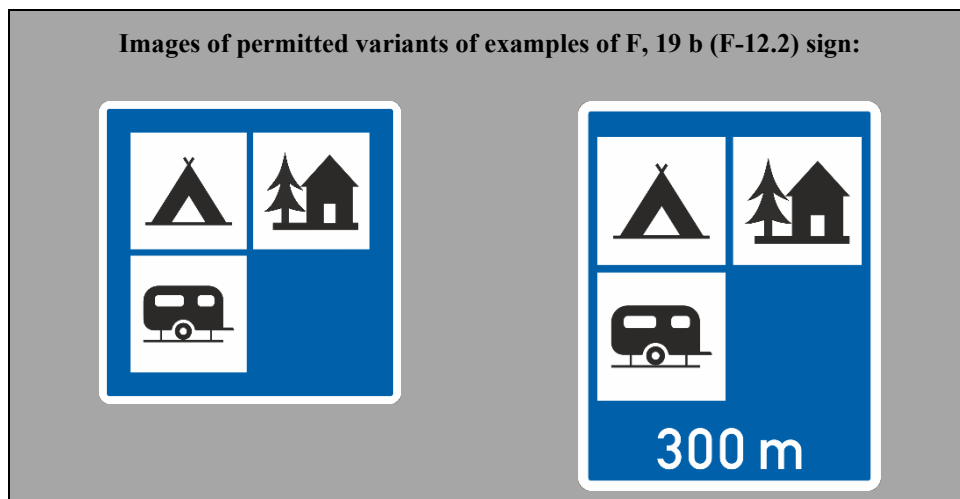 Images of permitted variants of examples of F, 19 b (F-12.2) sign:
300 m